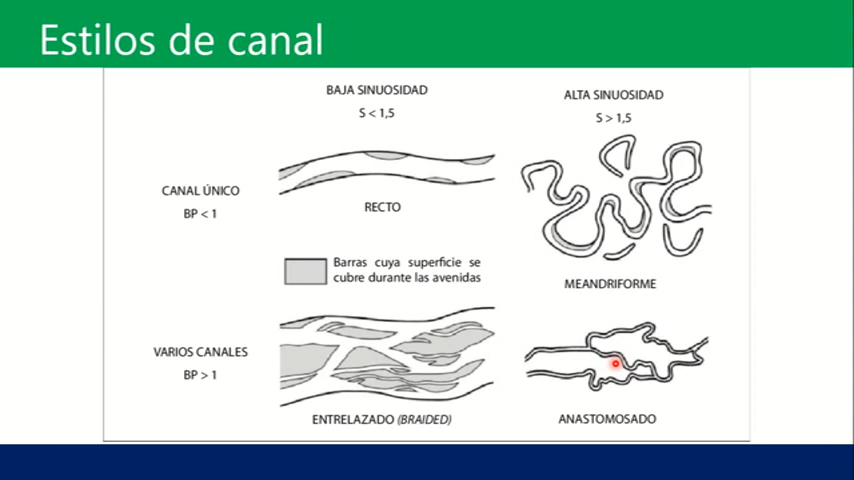 Estilos de canal
BAJA SINUOSIDAD
S < 1,5
ALTA SINUOSIDAD
S > 1,5
CANAL ÚNICO
BP < 1
RECTO
MEANDRIFORME
Barras cuya superficie se
cubre durante las avenidas
VARIOS CANALES
BP > 1
ENTRELAZADO (BRAIDED)
ANASTOMOSADO